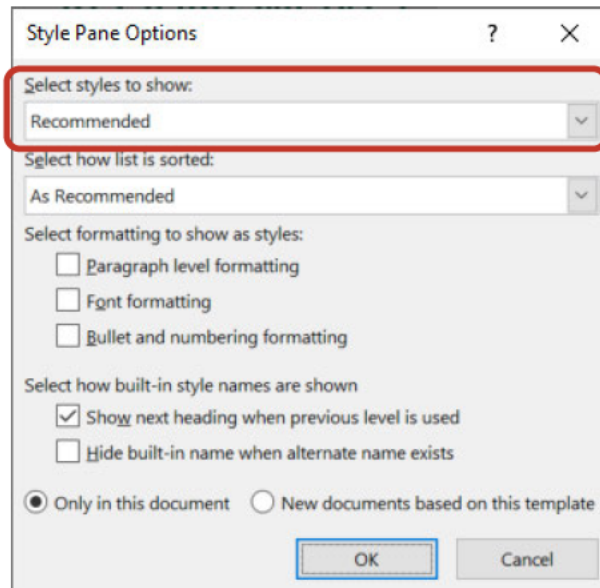 Style Pane Options ?
Select styles to show:
Recommended
Select how list is sorted:
As Recommended
Select formatting to show as styles:
Paragraph level formatting
Font formatting
Bullet and numbering formatting
Select how built-in style names are shown
Show next heading when previous level is used
Hide built-in name when alternate name exists
Only in this document New documents based on this template
OK Cancel